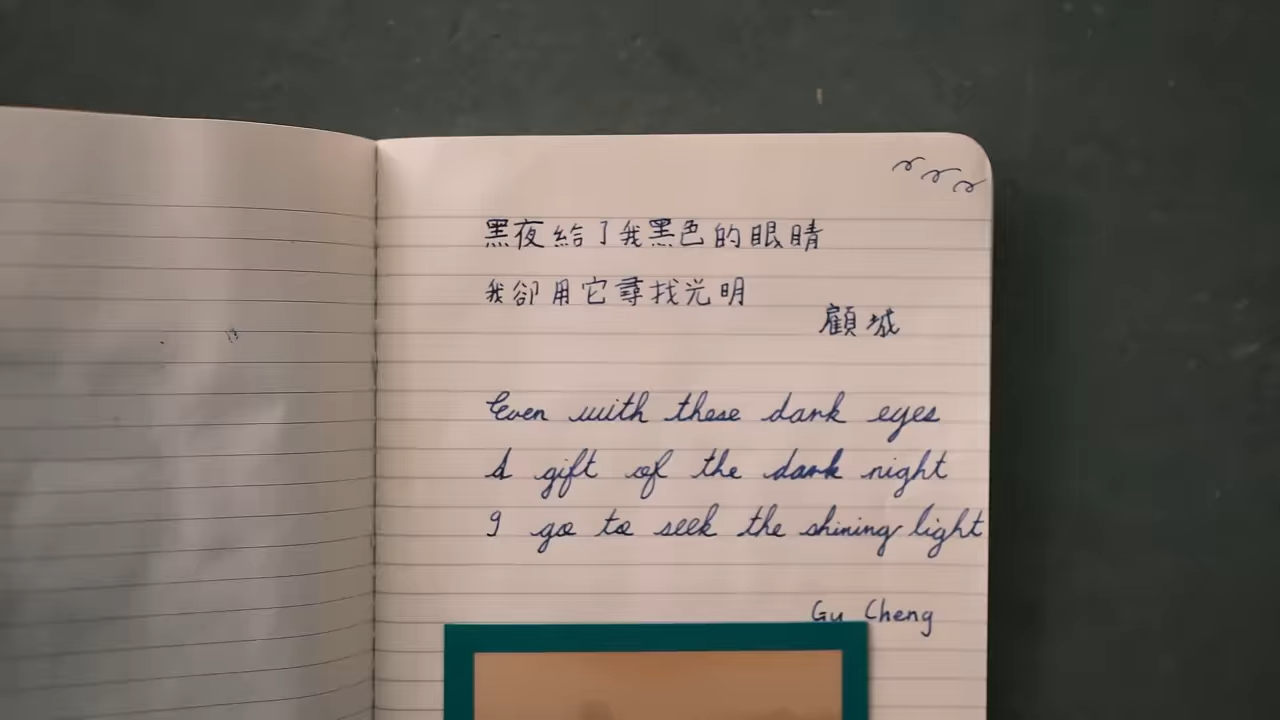 黑夜給了我黑色的眼睛
我卻用它尋找光明
顧城
Even with these dark eyes
A gift of the dark night
I go to seek the shining light
Gu Cheng